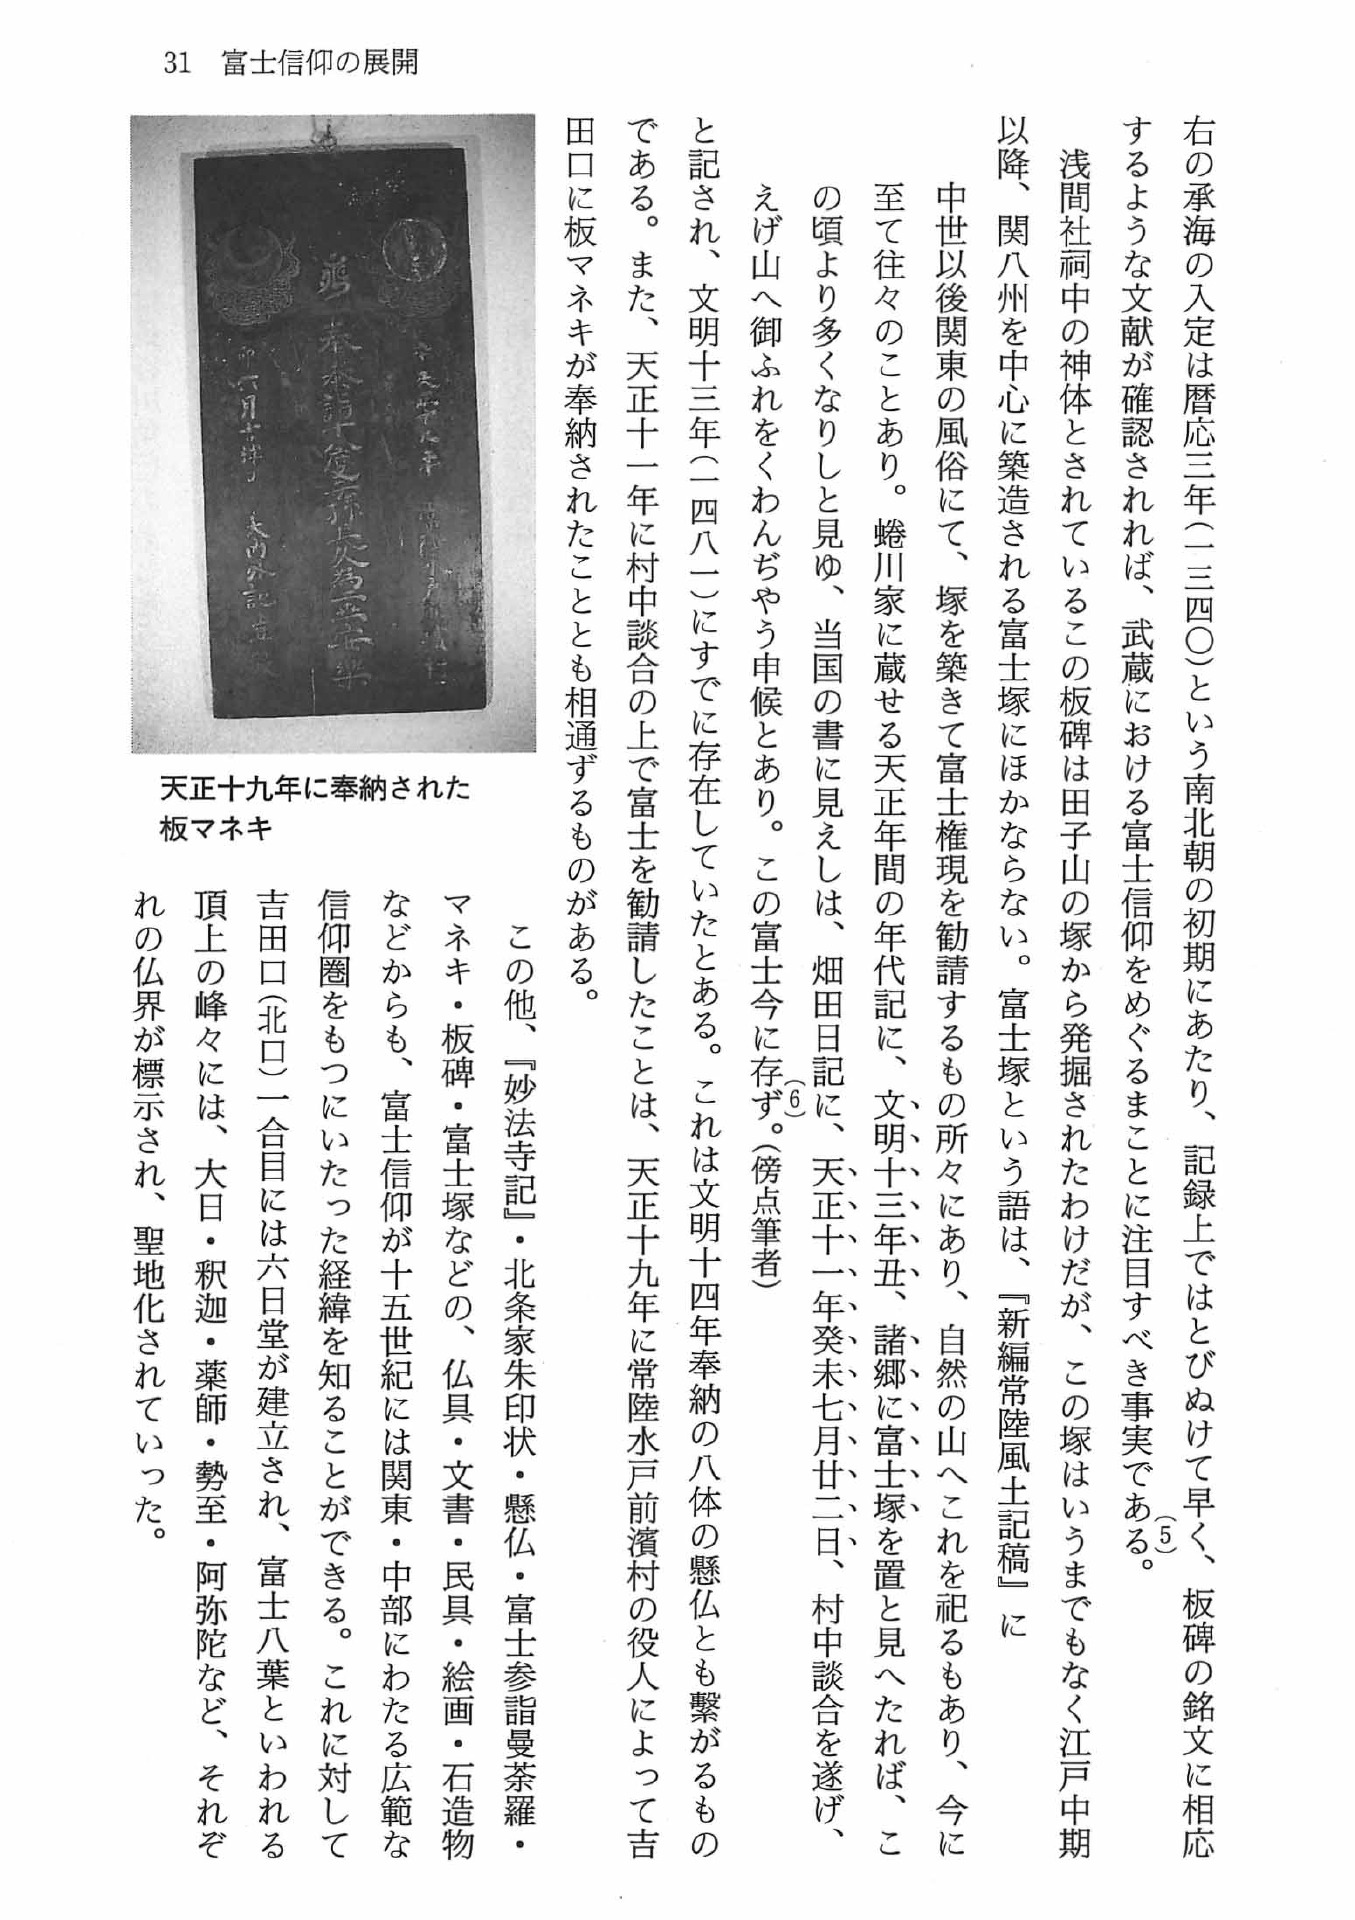 31　富士信仰の展開
右の承海の入定は暦応三年(一三四〇)という南北朝の初期にあたり、記録上ではとびぬけて早く、板碑の銘文に相応
するような文献が確認されれば、武蔵における富士信仰をめぐるまことに注目すべき事実である。(5)
　浅間社祠中の神体とされているこの板碑は田子山の塚から発掘されたわけだが、この塚はいうまでもなく江戸中期
以降、関八州を中心に築造される富士塚にほかならない。富士塚という語は、『新編常陸風土記稿』に
中世以後関東の風俗にて、塚を築きて富士権現を勧請するもの所々にあり、自然の山へこれを祀るもあり、今に
至て往々のことあり。蜷川家に蔵せる天正年間の年代記に、文明十三年丑、諸郷に富士塚を置と見へたれば、こ
の頃より多くなりしと見ゆ、当国の書に見えしは、畑田日記に、天正十一年癸未七月廿二日、村中談合を遂げ、
えげ山へ御ふれをくわんぢやう申候とあり。この富士今に存ず。(6)(傍点筆者)
と記され、文明十三年(一四八一)にすでに存在していたとある。これは文明十四年奉納の八体の懸仏とも繫がるもの
である。また、天正十一年に村中談合の上で富士を勧請したことは、天正十九年に常陸水戸前濱村の役人によって吉
田口に板マネキが奉納されたこととも相通ずるものがある。
天正十九年に奉納された
板マネキ
　この他、『妙法寺記』・北条家朱印状・懸仏・富士参詣曼荼羅・
マネキ・板碑・富士塚などの、仏具・文書・民具・絵画・石造物
などからも、富士信仰が十五世紀には関東・中部にわたる広範な
信仰圏をもつにいたった経緯を知ることができる。これに対して
吉田口(北口)一合目には六日堂が建立され、富士八葉といわれる
頂上の峰々には、大日・釈迦・薬師・勢至・阿弥陀など、それぞ
れの仏界が標示され、聖地化されていった。